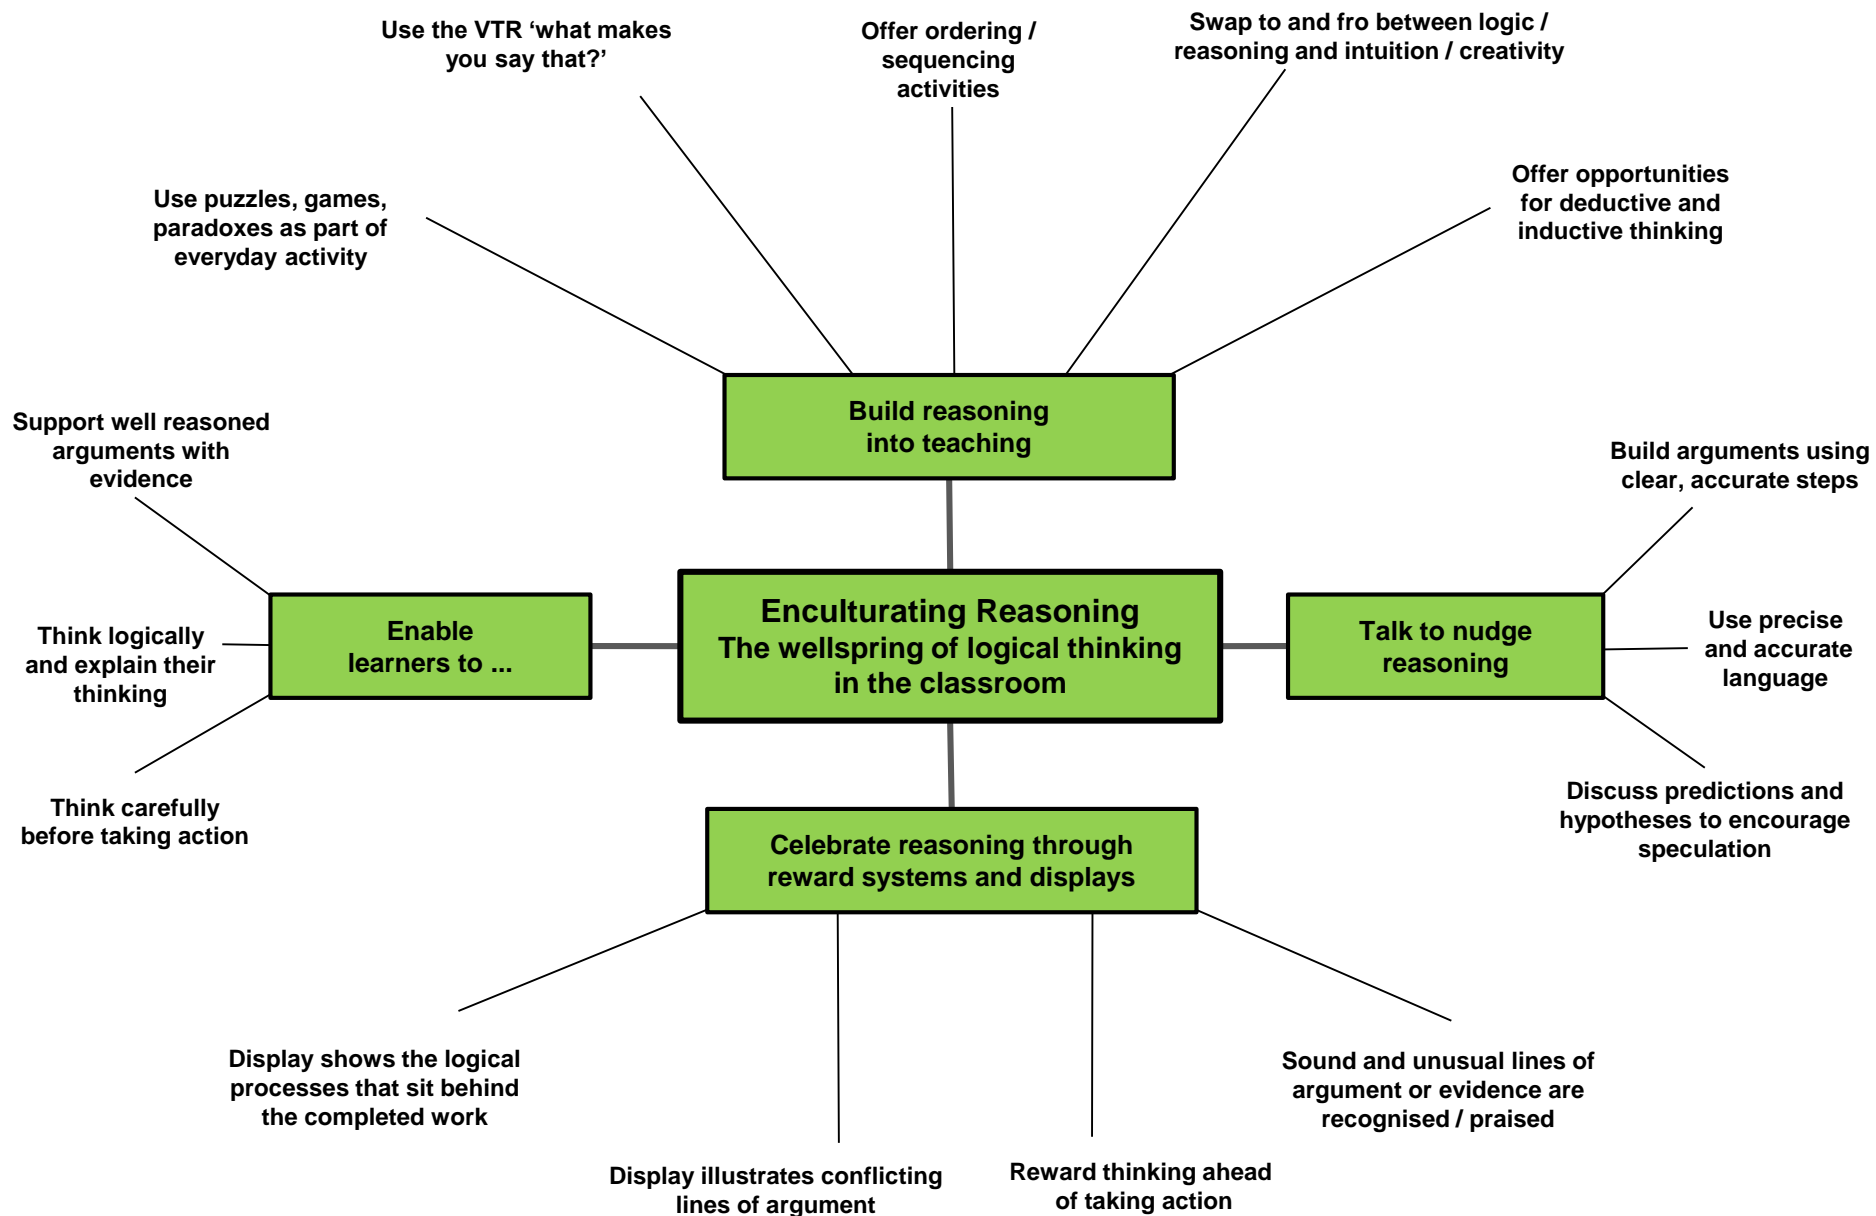 Use the VTR ‘what makes
you say that?’
Offer ordering /
sequencing
activities
Swap to and fro between logic /
reasoning and intuition / creativity
Use puzzles, games,
paradoxes as part of
everyday activity
Offer opportunities
for deductive and
inductive thinking
Build reasoning
into teaching
Support well reasoned
arguments with
evidence
Think logically
and explain their
thinking
Think carefully
before taking action
Enable
learners to ...
Enculturating Reasoning
The wellspring of logical thinking
in the classroom
Talk to nudge
reasoning
Build arguments using
clear, accurate steps
Use precise
and accurate
language
Discuss predictions and
hypotheses to encourage
speculation
Celebrate reasoning through
reward systems and displays
Display shows the logical
processes that sit behind
the completed work
Display illustrates conflicting
lines of argument
Reward thinking ahead
of taking action
Sound and unusual lines of
argument or evidence are
recognised / praised